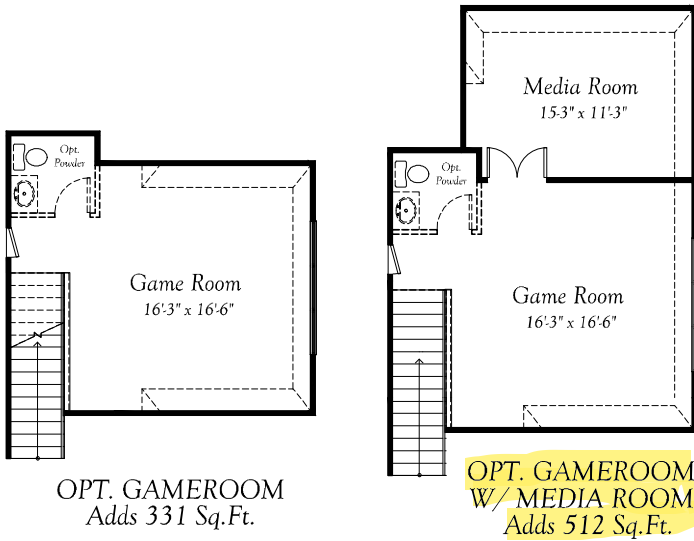 Opt.
Powder
Game Room
16'-3" x 16'-6"
OPT. GAMEROOM
Adds 331 Sq.Ft.
Media Room
15'-3" x 11'-3"
Opt.
Powder
Game Room
16'-3" x 16'-6"
OPT. GAMEROOM
W/ MEDIA ROOM
Adds 512 Sq.Ft.